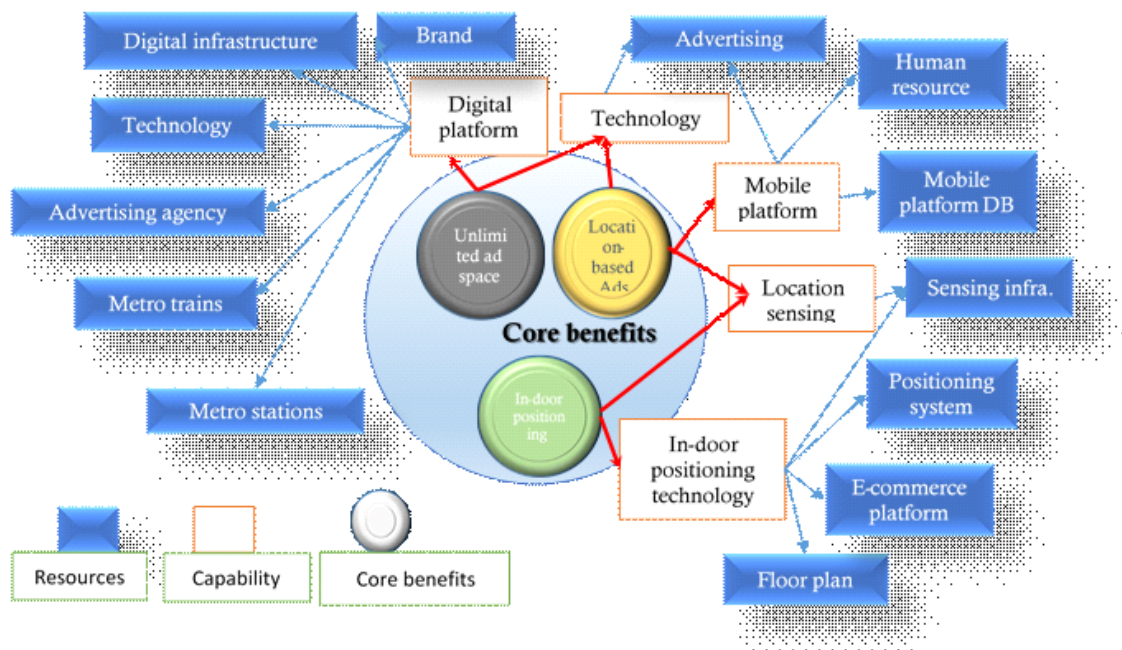 Digital infrastructure
Brand
Advertising
Human
resource
Digital
platform
Technology
Technology
Mobile
platform
Mobile
platform DB
Advertising agency
Unlimi
ted ad
space
Locati
on-
based
Ads
Metro trains
Location
sensing
Sensing infra.
Core benefits
In-door
position
ing
Metro stations
Positioning
system
In-door
positioning
technology
E-commerce
platform
Floor plan
Resources
Capability
Core benefits